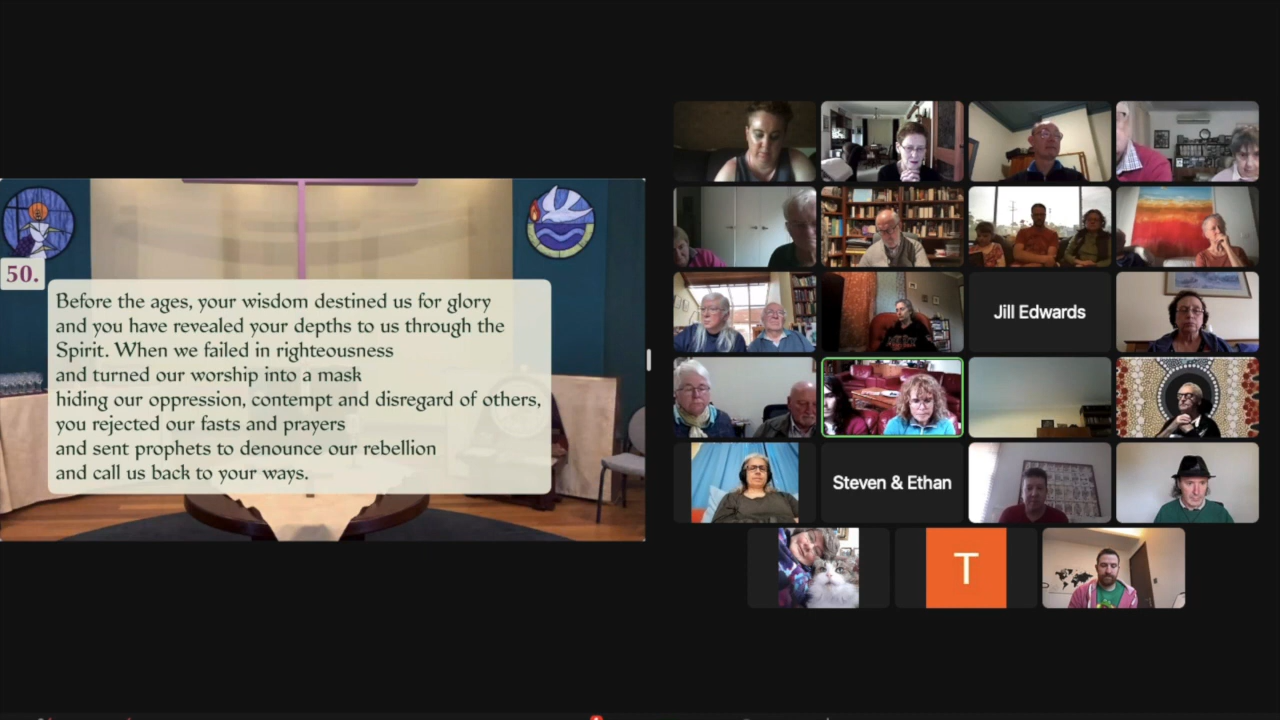 50.
Before the ages, your wisdom destined us for glory
and you have revealed your depths to us through the
Spirit. When we failed in righteousness
and turned our worship into a mask
hiding our oppression, contempt and disregard of others,
you rejected our fasts and prayers
and sent prophets to denounce our rebellion
and call us back to your ways.
Jill Edwards
Steven & Ethan
T